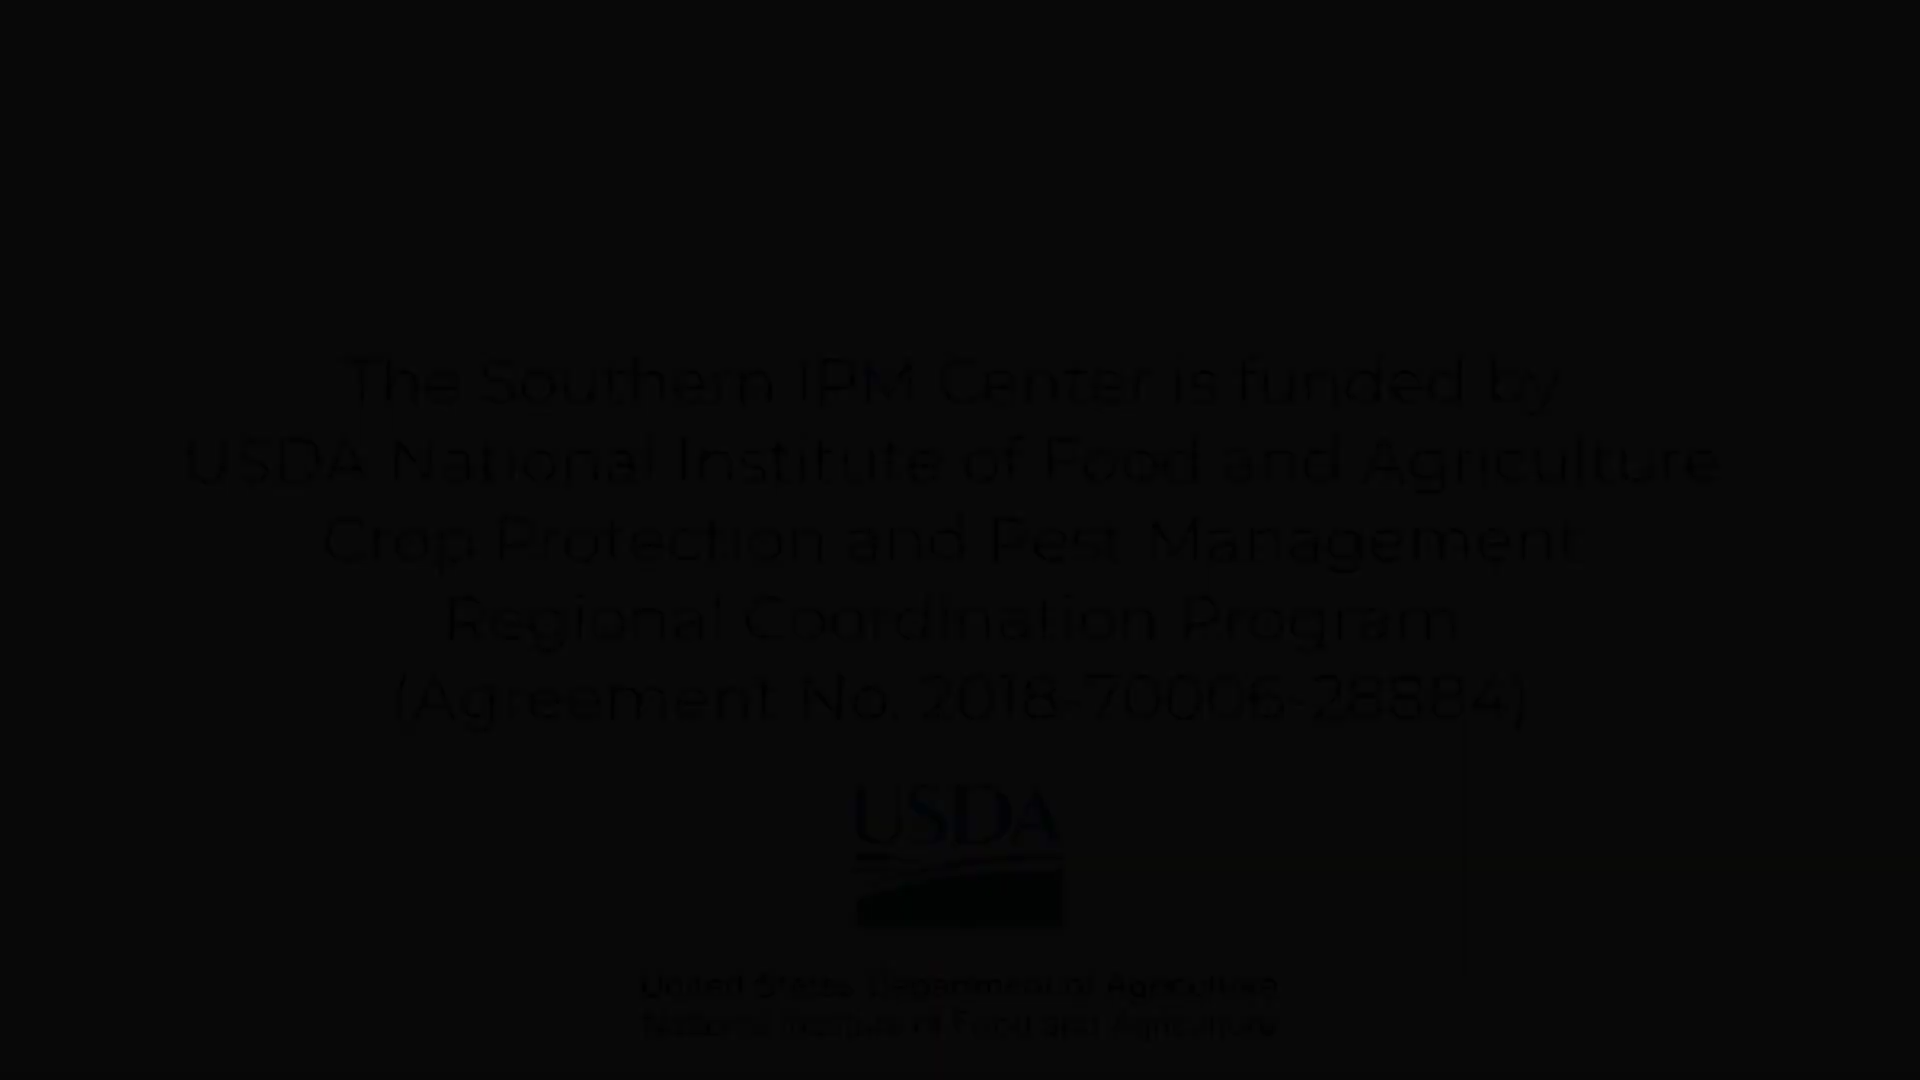 The Southern IPM Center is funded by
USDA National Institute of Food and Agriculture
Crop Protection and Pest Management
Regional Coordination Program
(Agreement No. 2018-70006-28884)
USDA
United States Department of Agriculture
National Institute of Food and Agriculture